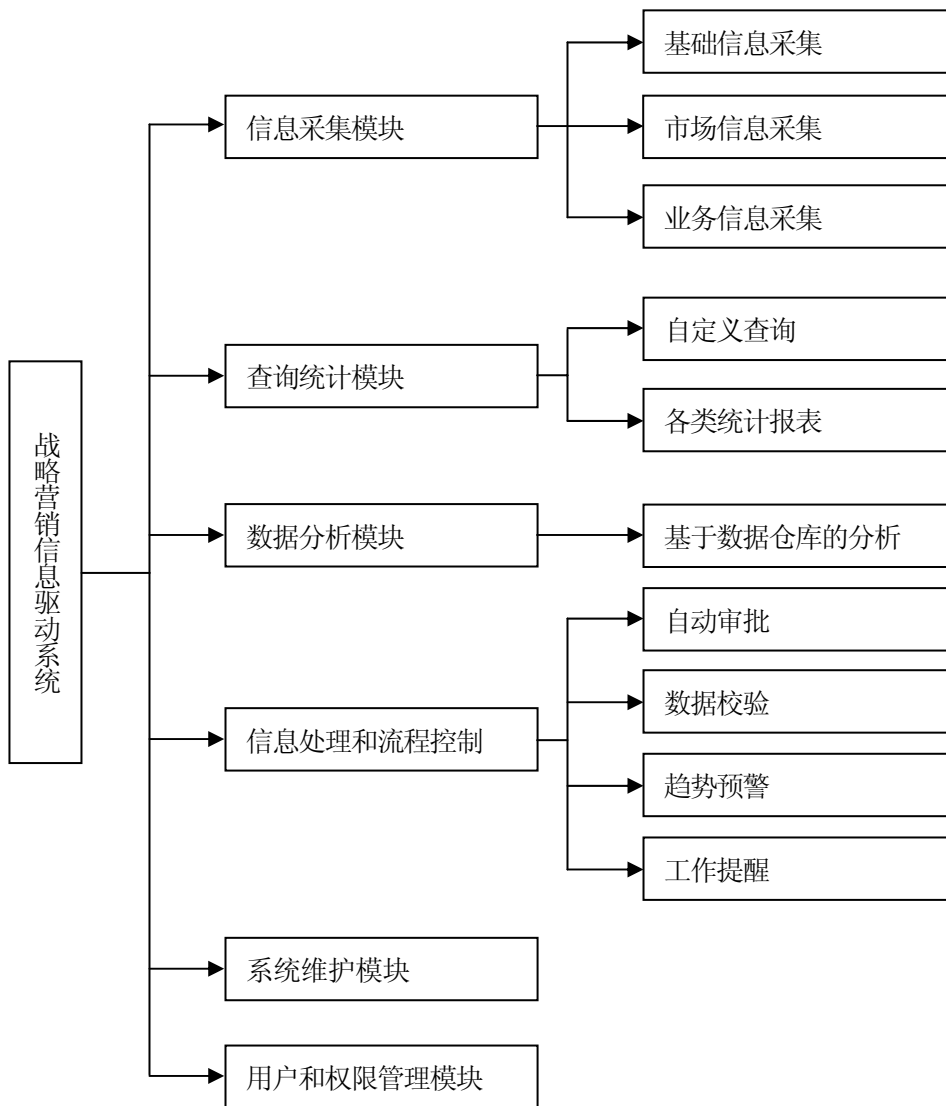 战略营销信息驱动系统
信息采集模块
基础信息采集
市场信息采集
业务信息采集
查询统计模块
自定义查询
各类统计报表
数据分析模块
基于数据仓库的分析
信息处理和流程控制
自动审批
数据校验
趋势预警
工作提醒
系统维护模块
用户和权限管理模块